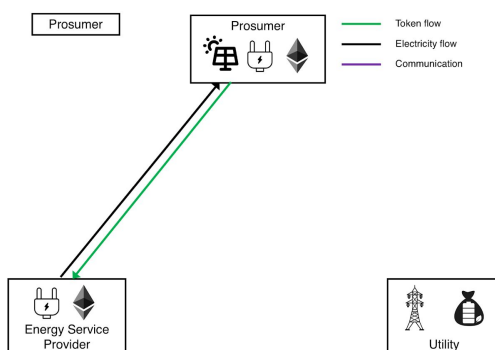 Prosumer
Prosumer
Token flow
Electricity flow
Communication
Energy Service
Provider
Utility